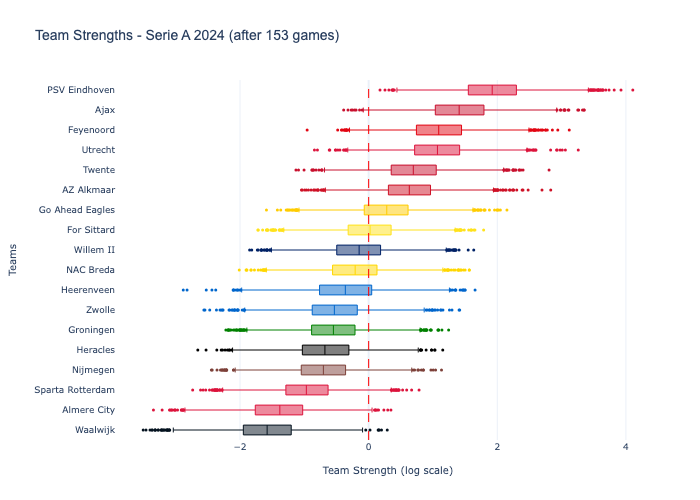 Team Strengths - Serie A 2024 (after 153 games)
PSV Eindhoven
Ajax
Feyenoord
Utrecht
Twente
AZ Alkmaar
Go Ahead Eagles
For Sittard
Willem II
NAC Breda
Heerenveen
Zwolle
Groningen
Heracles
Nijmegen
Sparta Rotterdam
Almere City
Waalwijk
Teams
−2 0 2 4
Team Strength (log scale)